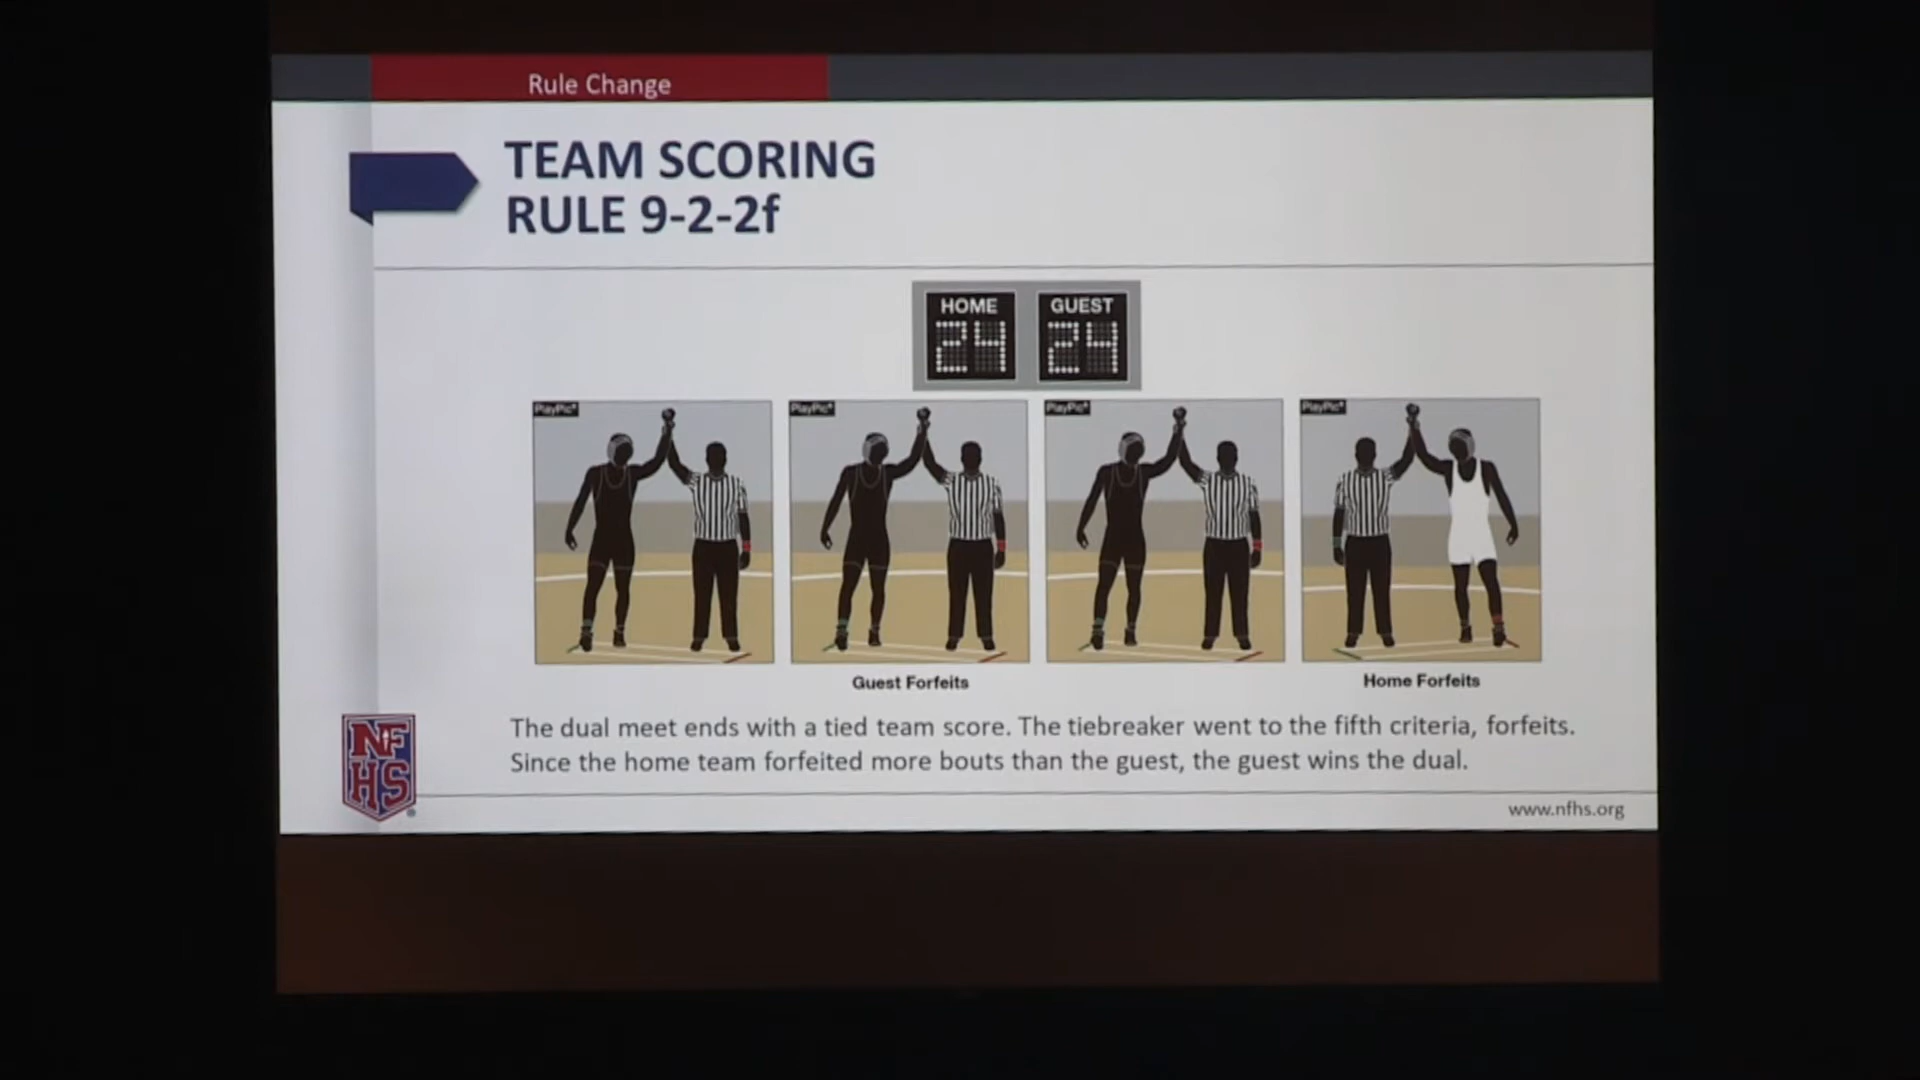 Rule Change
TEAM SCORING
RULE 9-2-2f
HOME GUEST
24 24
PlayPic® PlayPic® PlayPic® PlayPic®
Guest Forfeits Home Forfeits
The dual meet ends with a tied team score. The tiebreaker went to the fifth criteria, forfeits.
Since the home team forfeited more bouts than the guest, the guest wins the dual.
NF
HS®
www.nfhs.org